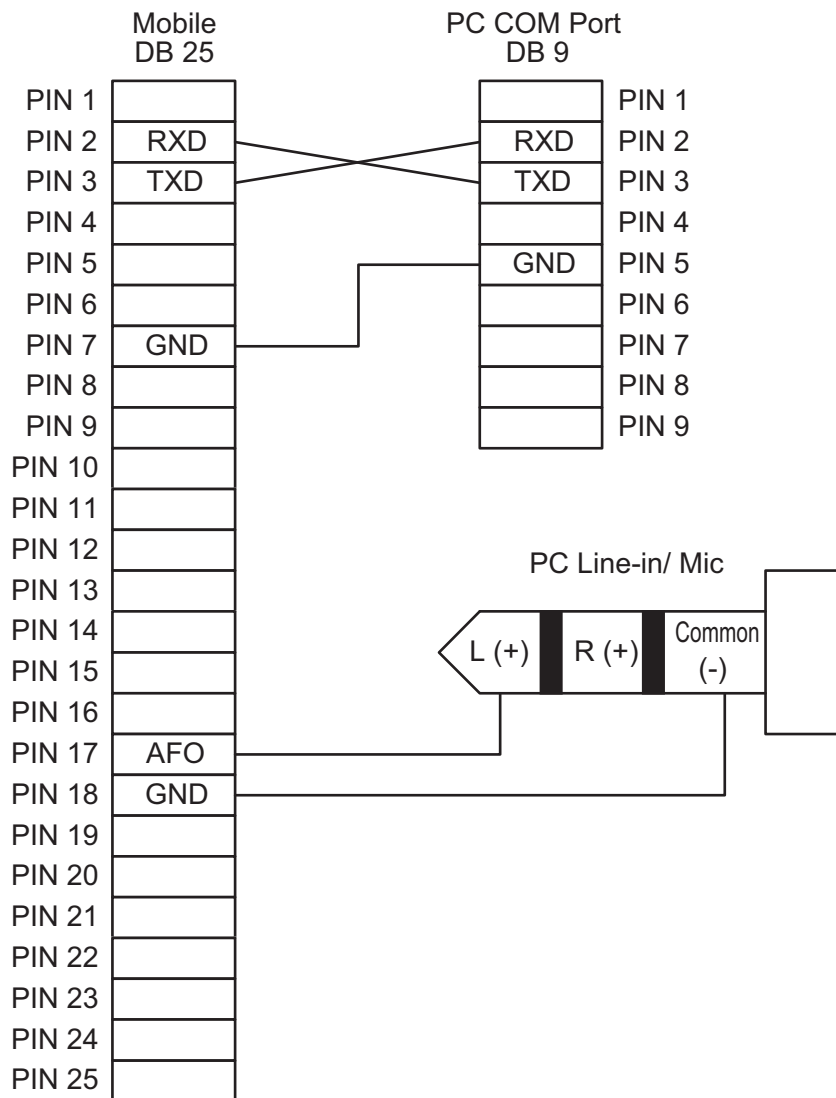 Mobile
DB 25
PC COM Port
DB 9
PIN 1
PIN 1
PIN 2
RXD
RXD
PIN 2
PIN 3
TXD
TXD
PIN 3
PIN 4
PIN 4
PIN 5
GND
PIN 5
PIN 6
PIN 6
PIN 7
GND
PIN 7
PIN 8
PIN 8
PIN 9
PIN 9
PIN 10
PIN 11
PIN 12
PIN 13
PIN 14
PIN 15
PIN 16
PIN 17
AFO
PIN 18
GND
PIN 19
PIN 20
PIN 21
PIN 22
PIN 23
PIN 24
PIN 25
PC Line-in/ Mic
L (+)
R (+)
Common
(-)